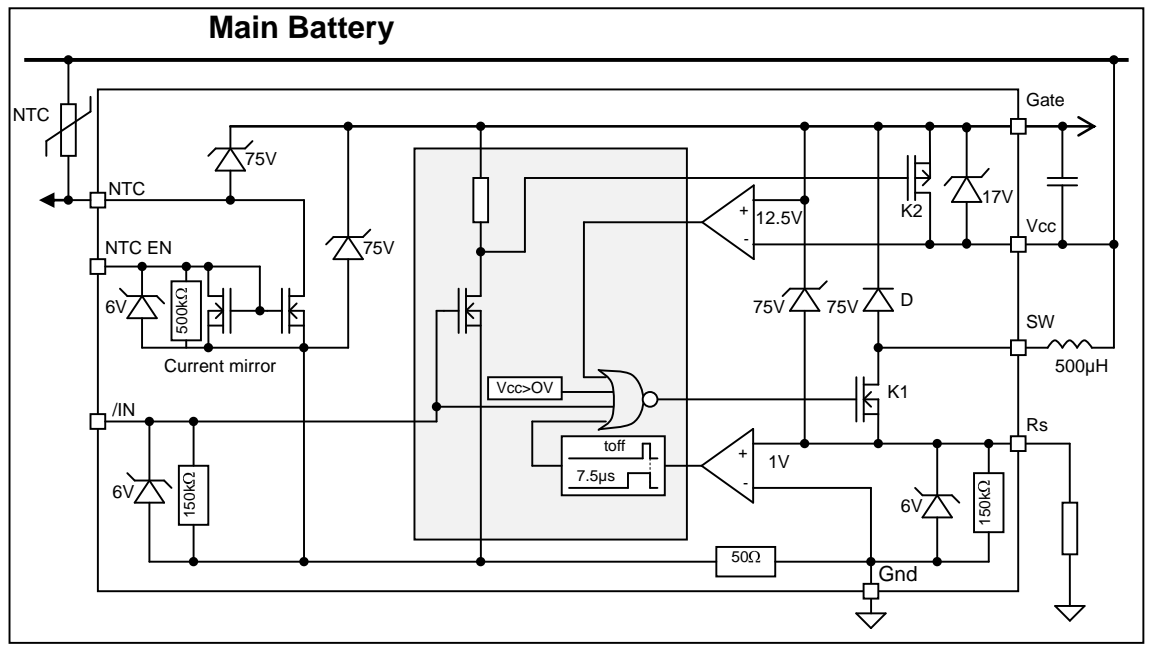 Main Battery
NTC
Gate
75V
NTC
K2
17V
12.5V
+
-
Vcc
NTC EN
75V
6V
500kΩ
75V
75V
D
SW
500µH
Current mirror
Vcc>OV
K1
/IN
Rs
toff
7.5µs
+
1V
-
6V
150kΩ
6V
150kΩ
50Ω
Gnd